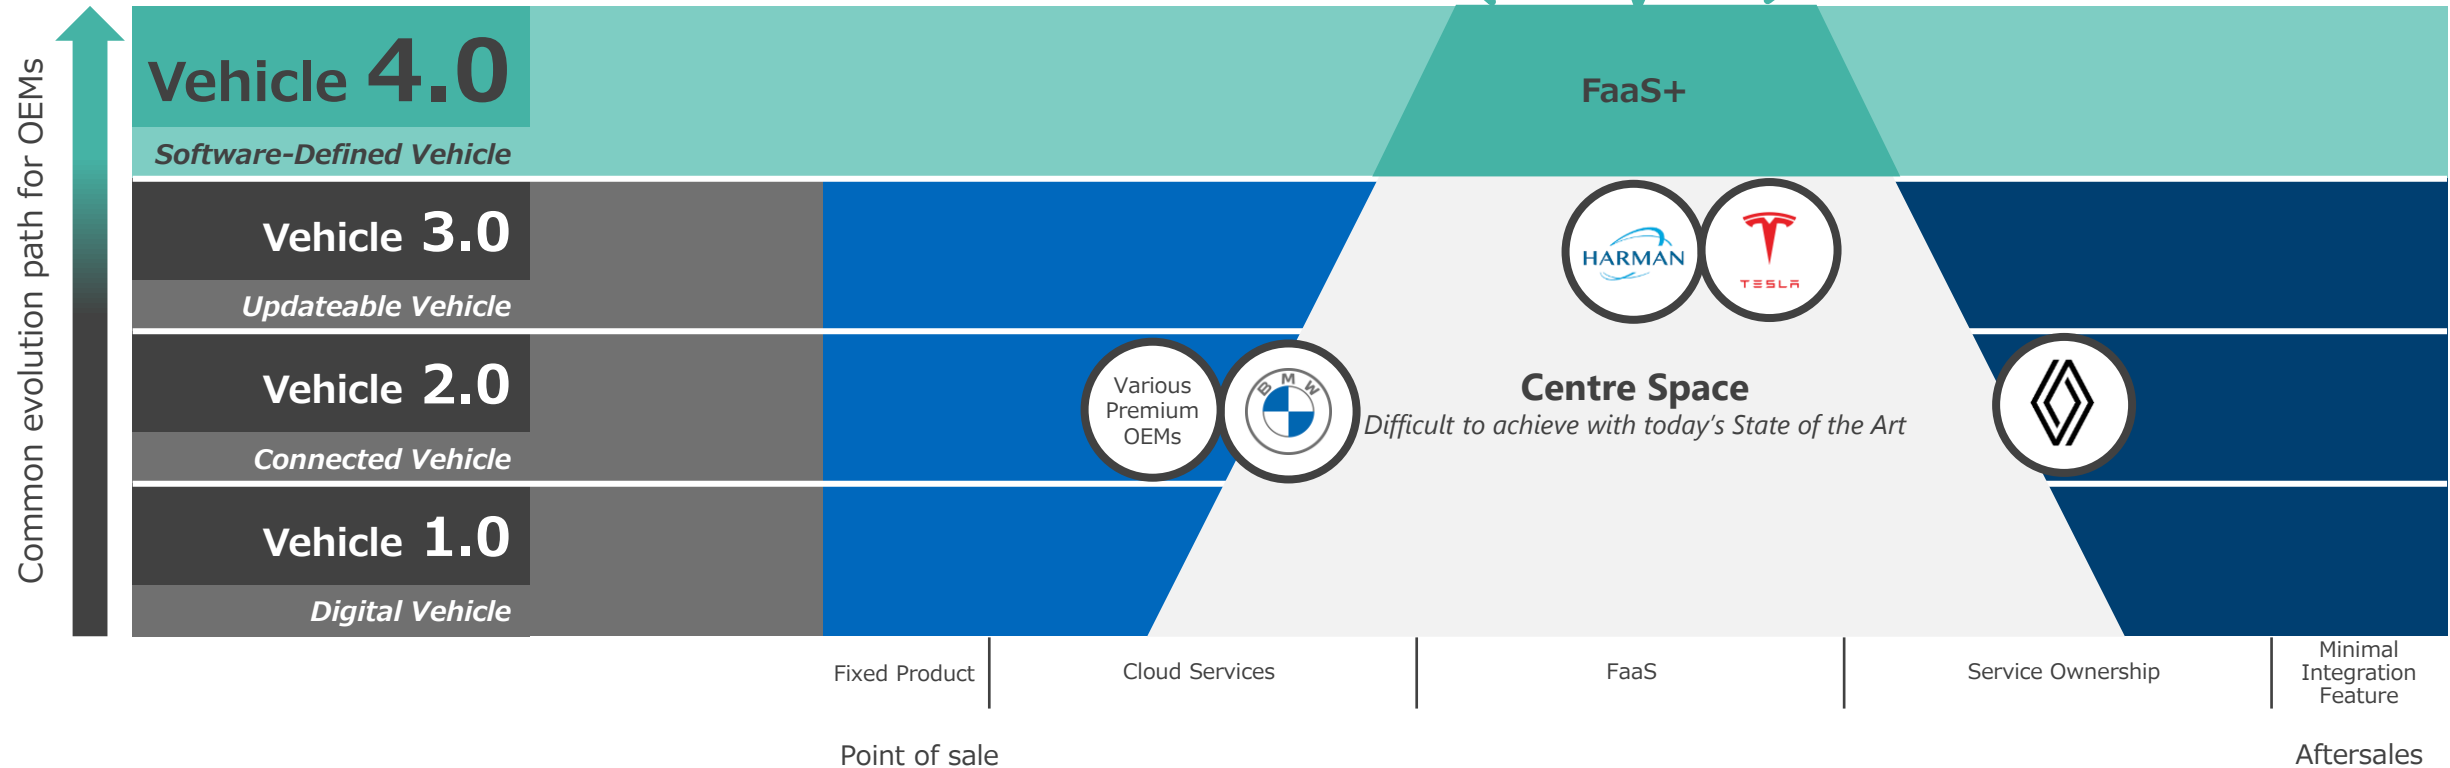 Common evolution path for OEMs
Vehicle 4.0
Software-Defined Vehicle
FaaS+
Vehicle 3.0
Updateable Vehicle
HARMAN
TESLA
Vehicle 2.0
Connected Vehicle
Various
Premium
OEMs
BMW
Centre Space
Difficult to achieve with today's State of the Art
Vehicle 1.0
Digital Vehicle
Fixed Product
Cloud Services
FaaS
Service Ownership
Minimal
Integration
Feature
Point of sale
Aftersales